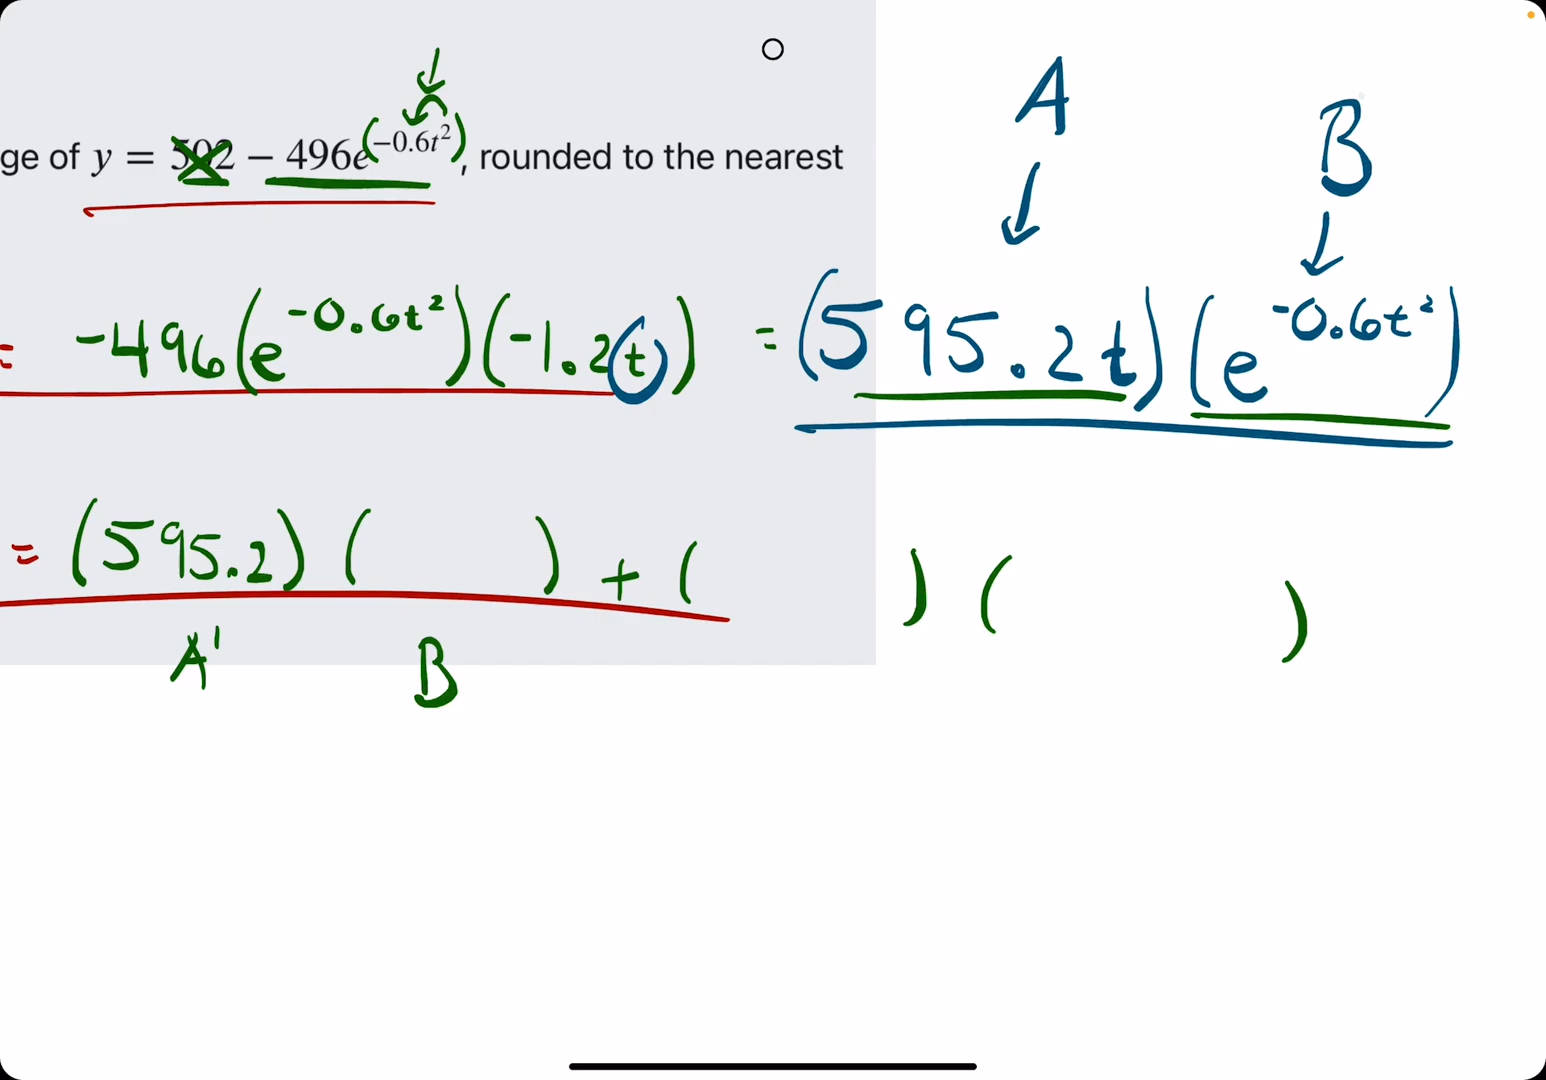 A
B
ge of y = 502 − 496e^(−0.6t²), rounded to the nearest
= -496(e^-0.6t²)(-1.2t) = (595.2t)(e^-0.6t²)
= (595.2)( ) + ( )( )
A' B